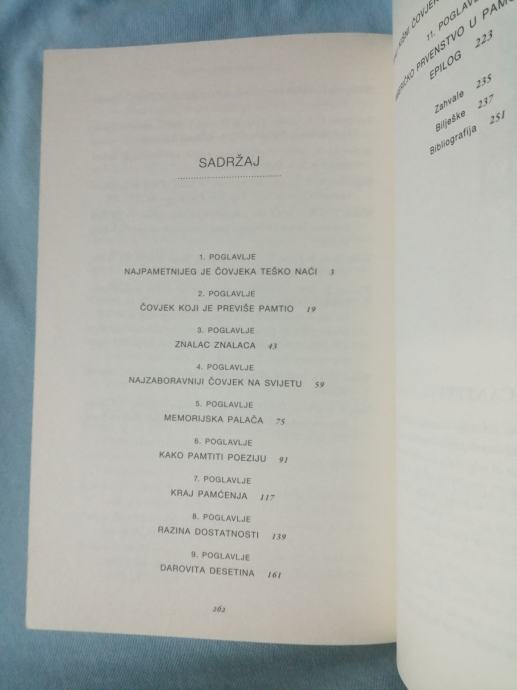 SADRŽAJ
1. POGLAVLJE
NAJPAMETNIJEG JE ČOVJEKA TEŠKO NAĆI 3
2. POGLAVLJE
ČOVJEK KOJI JE PREVIŠE PAMTIO 19
3. POGLAVLJE
ZNALAC ZNALACA 43
4. POGLAVLJE
NAJZABORAVNIJI ČOVJEK NA SVIJETU 59
5. POGLAVLJE
MEMORIJSKA PALAČA 75
6. POGLAVLJE
KAKO PAMTITI POEZIJU 91
7. POGLAVLJE
KRAJ PAMĆENJA 117
8. POGLAVLJE
RAZINA DOSTATNOSTI 139
9. POGLAVLJE
DAROVITA DESETINA 161
262
ČOVJEK
11. POGLAVLJE
PRVENSTVO U
EPILOG 223
Zahvale 235
Bilješke 237
Bibliografija 251